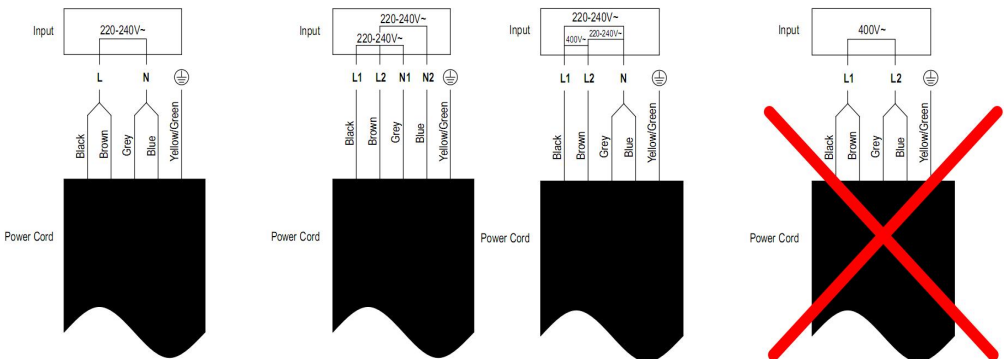 Input
220-240V~
L N
Black
Brown
Grey
Blue
Yellow/Green
Power Cord
Input
220-240V~
220-240V~
L1 L2 N1 N2
Black
Brown
Grey
Blue
Yellow/Green
Power Cord
Input
220-240V~
400V~ 220-240V~
L1 L2 N
Black
Brown
Grey
Blue
Yellow/Green
Power Cord
Input
400V~
L1 L2
Black
Brown
Grey
Blue
Yellow/Green
Power Cord